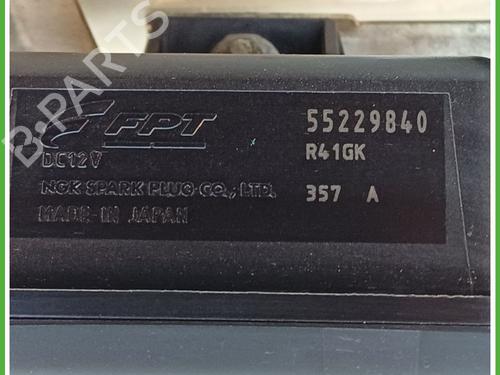 B-PARTS
FPT
55229840
DC12V
R41GK
NGK SPARK PLUG CO., LTD.
357 A
MADE IN JAPAN